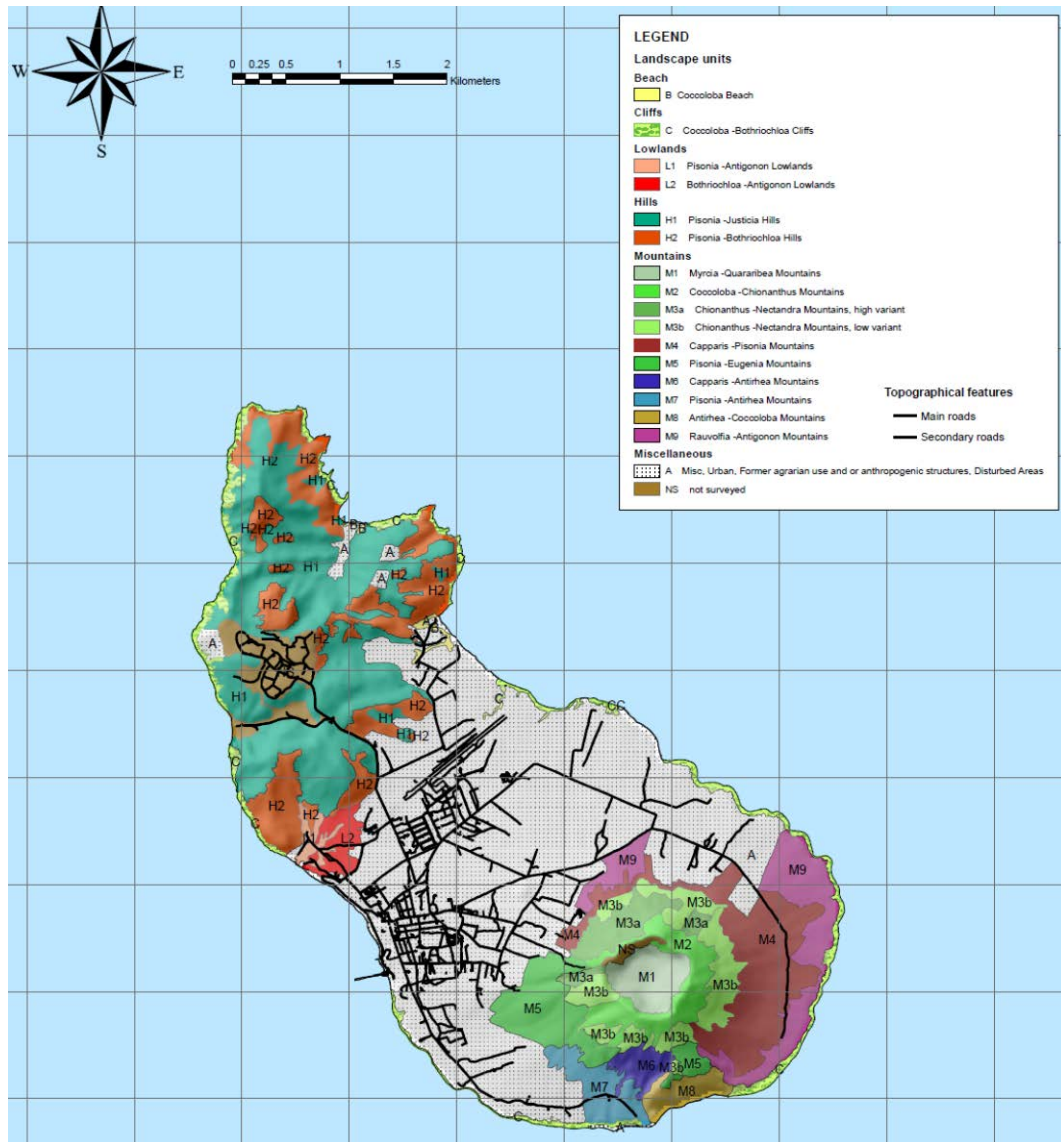 N
W
E
S
0 0.25 0.5 1 1.5 2
Kilometers
LEGEND
Landscape units
Beach
B Coccoloba Beach
Cliffs
C Coccoloba -Bothriochloa Cliffs
Lowlands
L1 Pisonia -Antigonon Lowlands
L2 Bothriochloa -Antigonon Lowlands
Hills
H1 Pisonia -Justicia Hills
H2 Pisonia -Bothriochloa Hills
Mountains
M1 Myrcia -Quararibea Mountains
M2 Coccoloba -Chionanthus Mountains
M3a Chionanthus -Nectandra Mountains, high variant
M3b Chionanthus -Nectandra Mountains, low variant
M4 Capparis -Pisonia Mountains
M5 Pisonia -Eugenia Mountains
M6 Capparis -Antirhea Mountains
M7 Pisonia -Antirhea Mountains
M8 Antirhea -Coccoloba Mountains
M9 Rauvolfia -Antigonon Mountains
Topographical features
Main roads
Secondary roads
Miscellaneous
A Misc, Urban, Former agrarian use and or anthropogenic structures, Disturbed Areas
NS not surveyed
H2 H2
H1
C
H2
H1 B B C
H2 H2
H2
C
A A
H2 H1
A H2 H1
H2
H2
A
H2
A
H1
H2
C CC
H1
H1 H2
C
H2
H2
H2
C
L2
M9 A
M9
M3b M3b
M3a M3a
M4 M4
NS M2
M3a M1
M3b M3b
M5
M3b M3b M3b
M6 M3b M5
M7 M8 C
C A